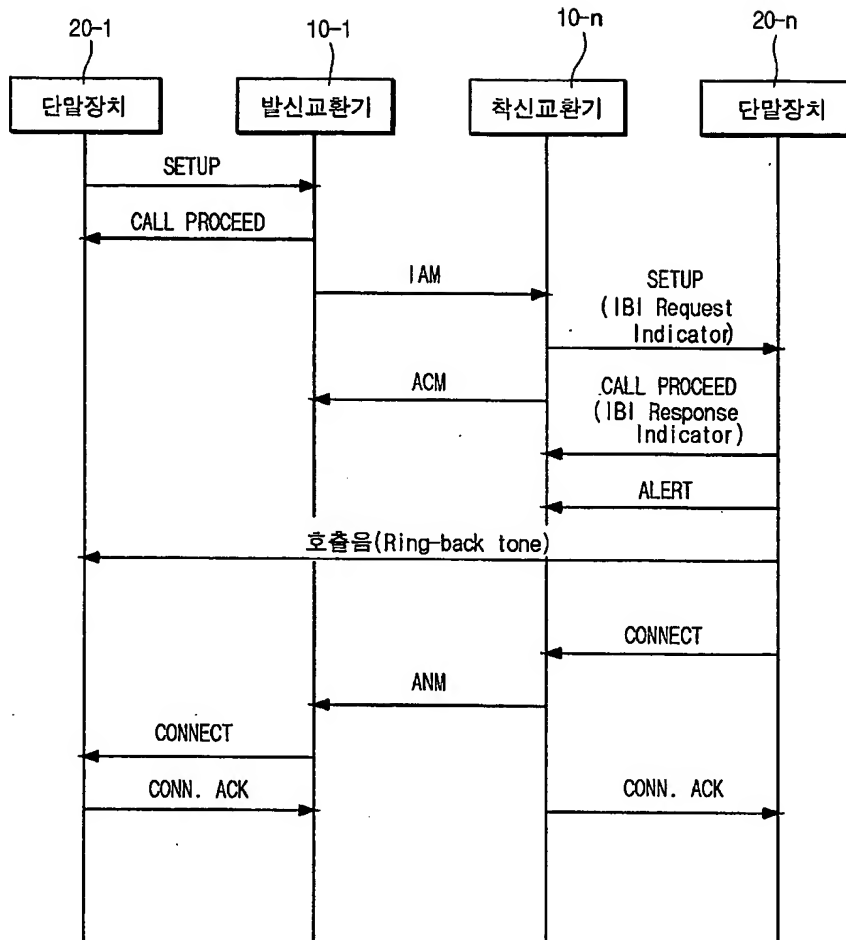 20-1
10-1
10-n
20-n
단말장치
발신교환기
착신교환기
단말장치
SETUP
CALL PROCEED
IAM
SETUP
(IBI Request
Indicator)
ACM
CALL PROCEED
(IBI Response
Indicator)
ALERT
호출음(Ring-back tone)
CONNECT
ANM
CONNECT
CONN. ACK
CONN. ACK